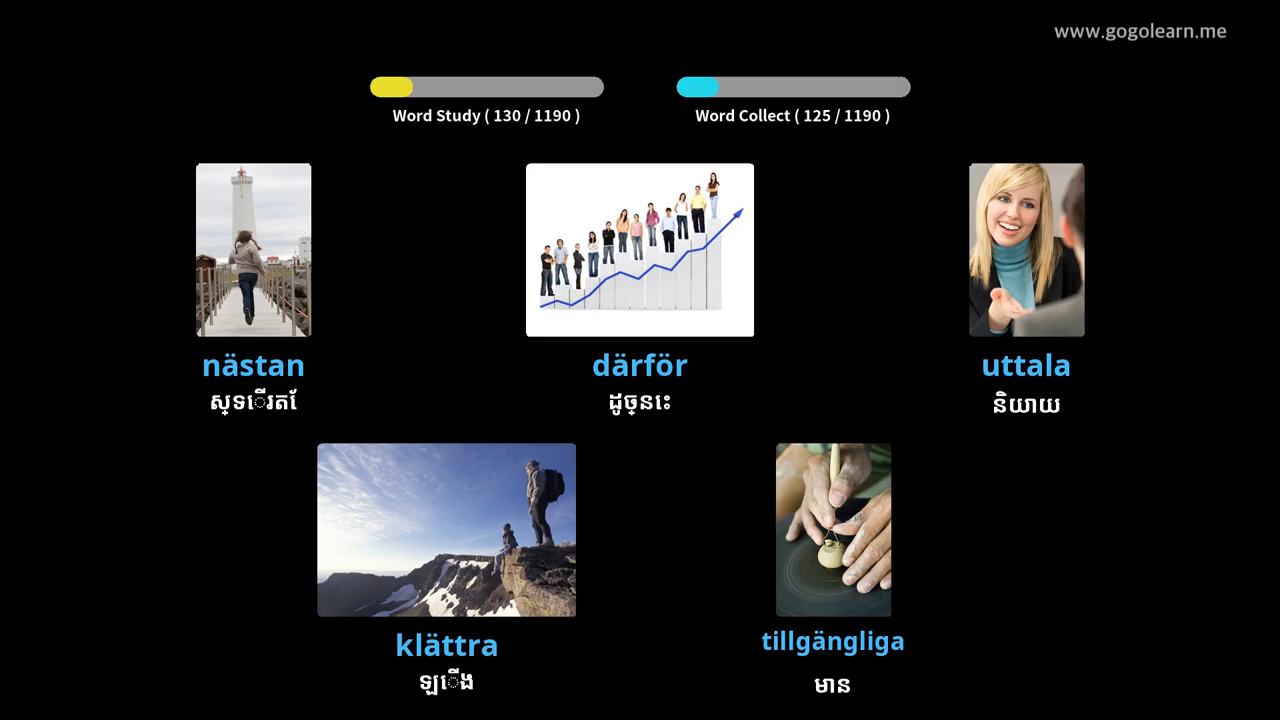 www.gogolearn.me
Word Study ( 130 / 1190 )
Word Collect ( 125 / 1190 )
nästan
ស្ទើរតែ
därför
ដូច្នេះ
uttala
និយាយ
klättra
ឡើង
tillgängliga
មាន